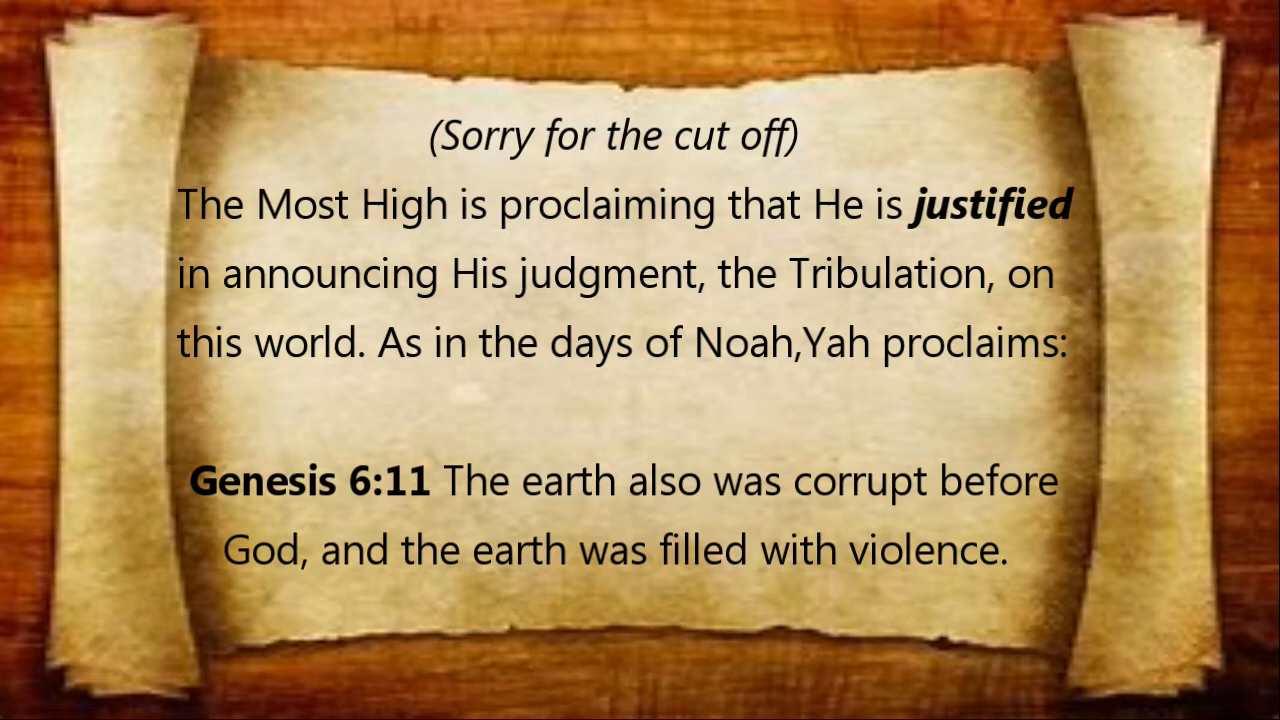 (Sorry for the cut off)
The Most High is proclaiming that He is justified
in announcing His judgment, the Tribulation, on
this world. As in the days of Noah,Yah proclaims:
Genesis 6:11 The earth also was corrupt before
God, and the earth was filled with violence.